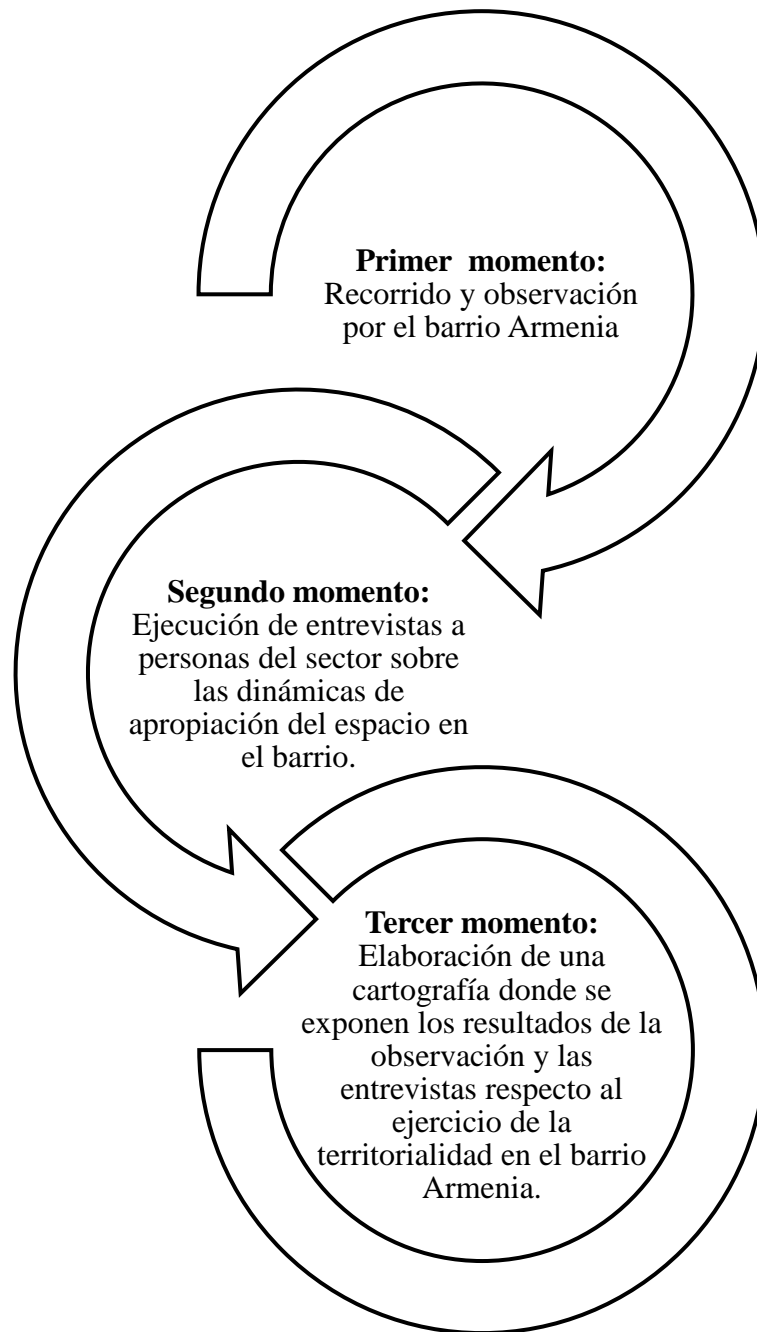 Primer  momento:
Recorrido y observación
por el barrio Armenia
Segundo momento:
Ejecución de entrevistas a
personas del sector sobre
las dinámicas de
apropiación del espacio en
el barrio.
Tercer momento:
Elaboración de una
cartografía donde se
exponen los resultados de la
observación y las
entrevistas respecto al
ejercicio de la
territorialidad en el barrio
Armenia.